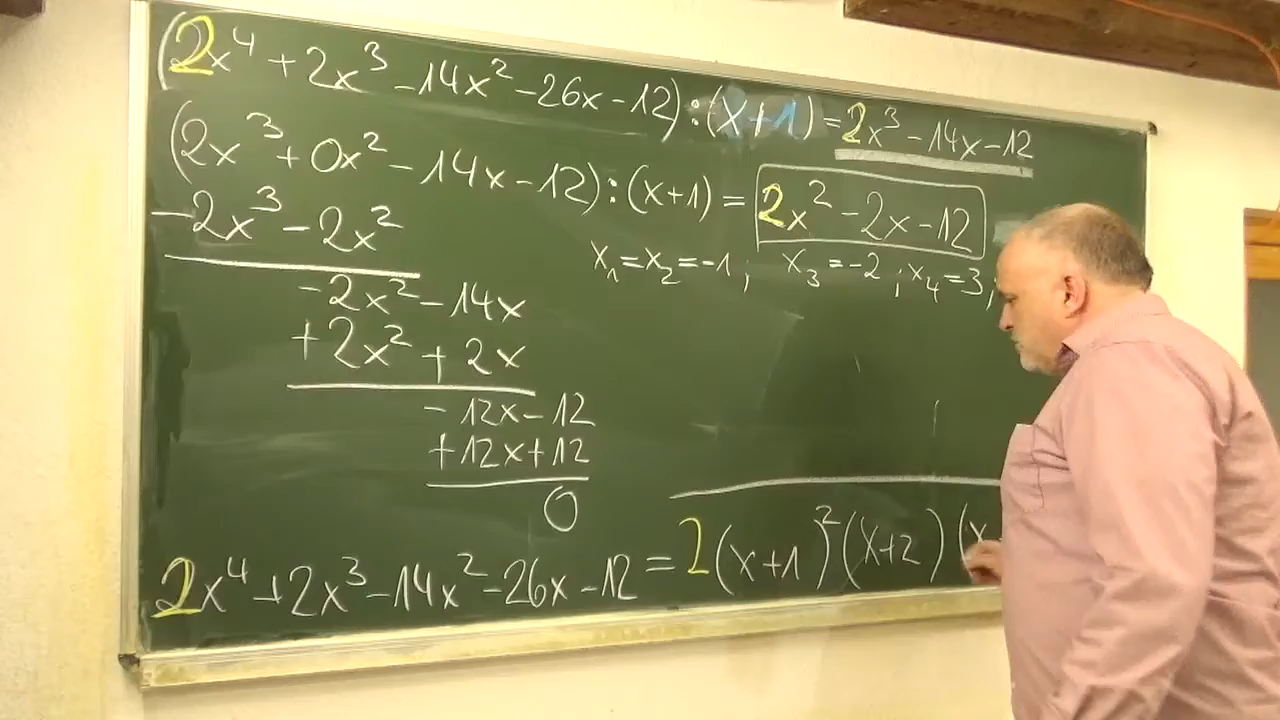 (2x⁴ + 2x³ - 14x² - 26x - 12) : (x + 1) = 2x³ - 14x - 12
(2x³ + 0x² - 14x - 12) : (x + 1) = 2x² - 2x - 12
-2x³ - 2x²
x₁ = x₂ = -1 ; x₃ = -2 ; x₄ = 3 ;
-2x² - 14x
+2x² + 2x
-12x - 12
+12x + 12
0
2x⁴ + 2x³ - 14x² - 26x - 12 = 2(x + 1)²(x + 2)(x